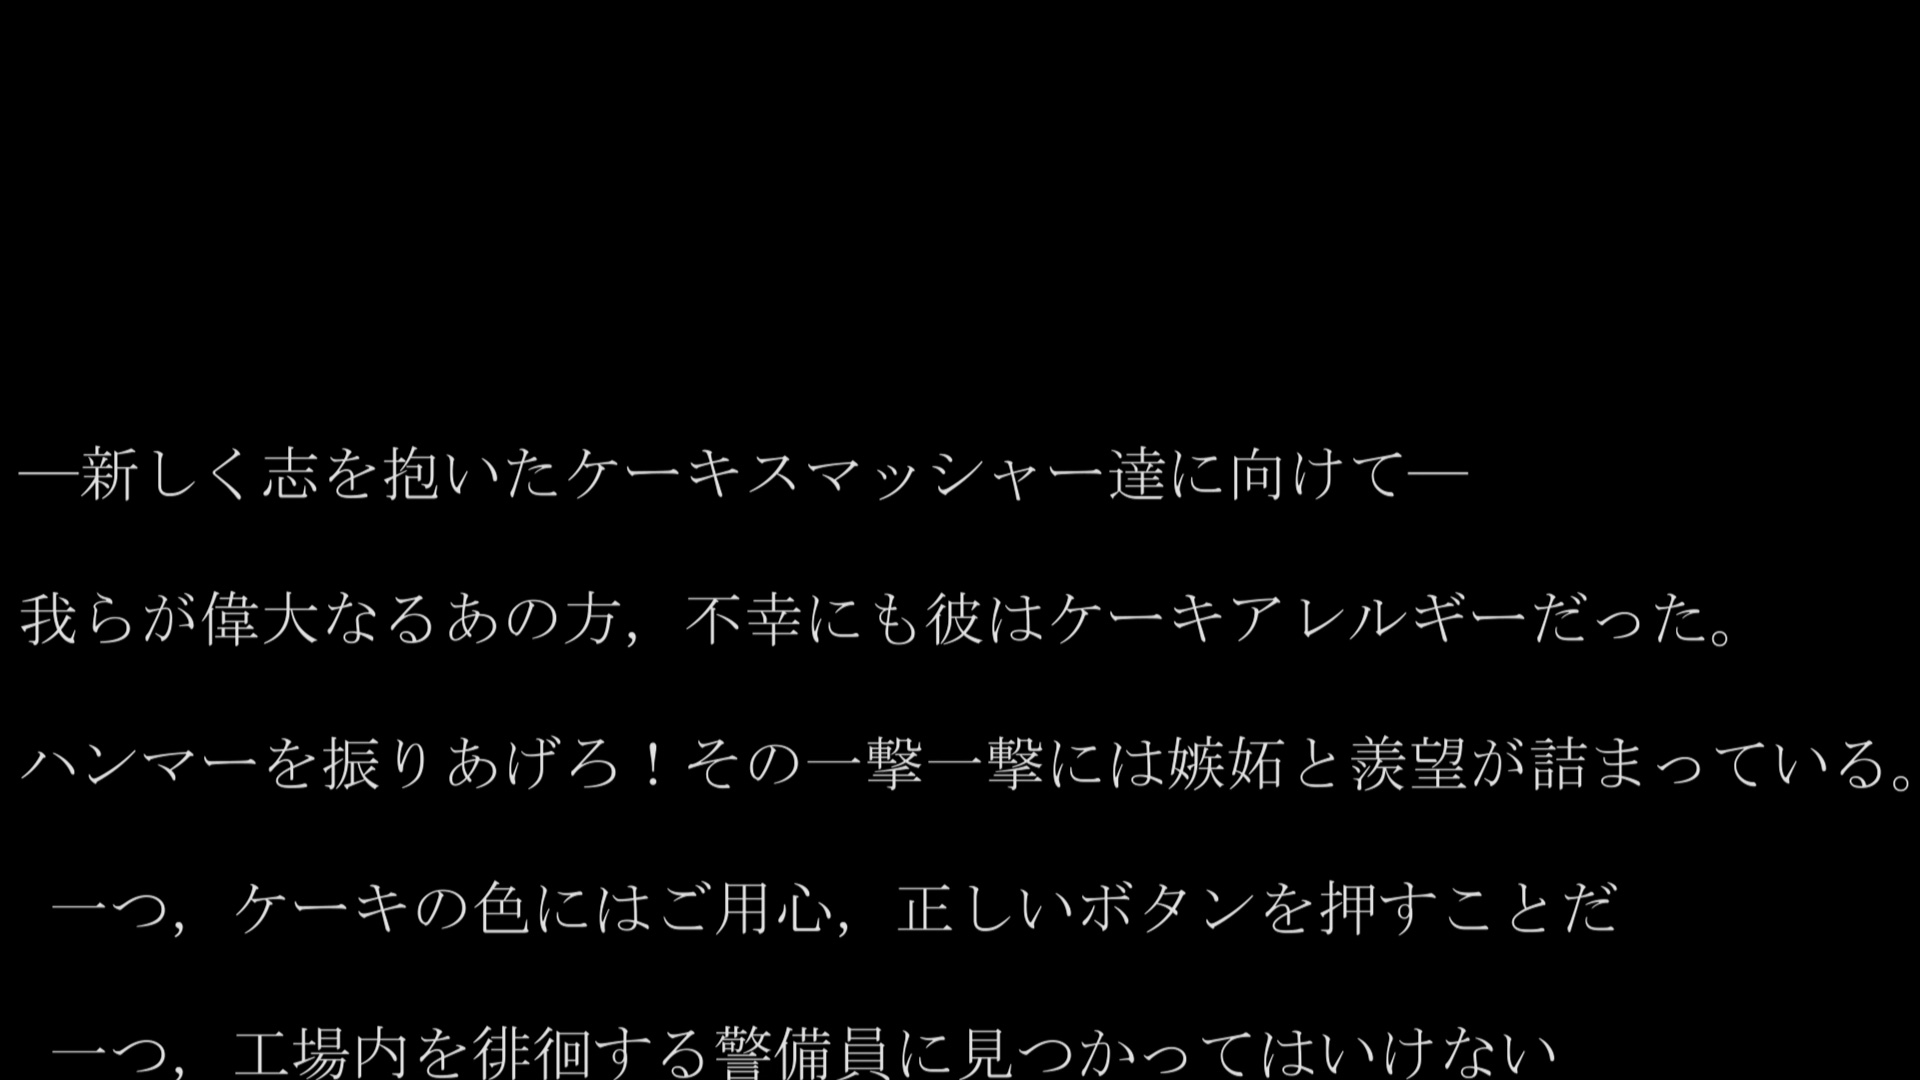 ―新しく志を抱いたケーキスマッシャー達に向けて―
我らが偉大なるあの方，不幸にも彼はケーキアレルギーだった。
ハンマーを振りあげろ！その一撃一撃には嫉妬と羨望が詰まっている。
一つ，ケーキの色にはご用心，正しいボタンを押すことだ
一つ，工場内を徘徊する警備員に見つかってはいけない